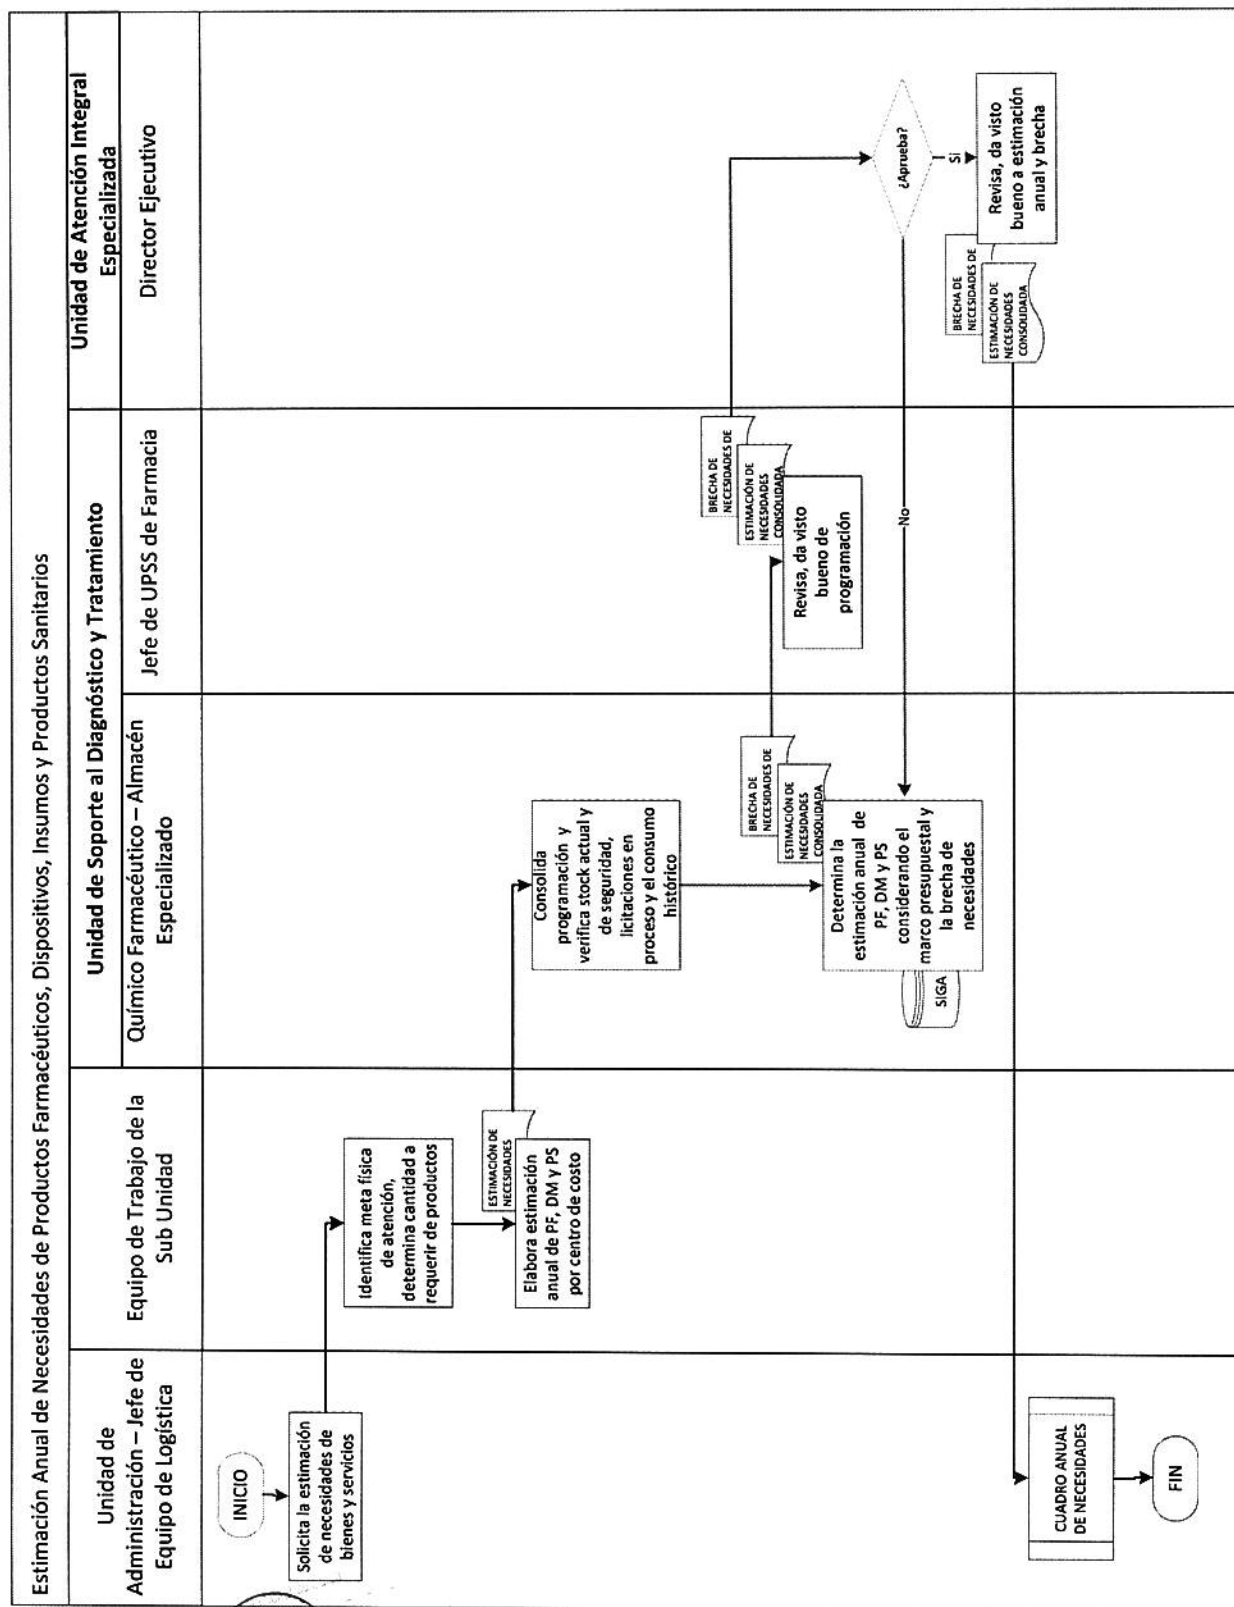 Estimación Anual de Necesidades de Productos Farmacéuticos, Dispositivos, Insumos y Productos Sanitarios
Unidad de
Administración – Jefe de
Equipo de Logística
Equipo de Trabajo de la
Sub Unidad
Unidad de Soporte al Diagnóstico y Tratamiento
Químico Farmacéutico – Almacén
Especializado
Jefe de UPSS de Farmacia
Unidad de Atención Integral
Especializada
Director Ejecutivo
INICIO
Solicita la estimación
de necesidades de
bienes y servicios
Identifica meta física
de atención,
determina cantidad a
requerir de productos
ESTIMACIÓN DE
NECESIDADES
Elabora estimación
anual de PF, DM y PS
por centro de costo
Consolida
programación y
verifica stock actual y
de seguridad,
licitaciones en
proceso y el consumo
histórico
BRECHA DE
NECESIDADES DE
ESTIMACIÓN DE
NECESIDADES
CONSOLIDADA
Determina la
estimación anual de
PF, DM y PS
considerando el
marco presupuestal y
la brecha de
necesidades
SIGA
BRECHA DE
NECESIDADES DE
ESTIMACIÓN DE
NECESIDADES
CONSOLIDADA
Revisa, da visto
bueno de
programación
¿Aprueba?
No
Si
BRECHA DE
NECESIDADES DE
ESTIMACIÓN DE
NECESIDADES
CONSOLIDADA
Revisa, da visto
bueno a estimación
anual y brecha
CUADRO ANUAL
DE NECESIDADES
FIN